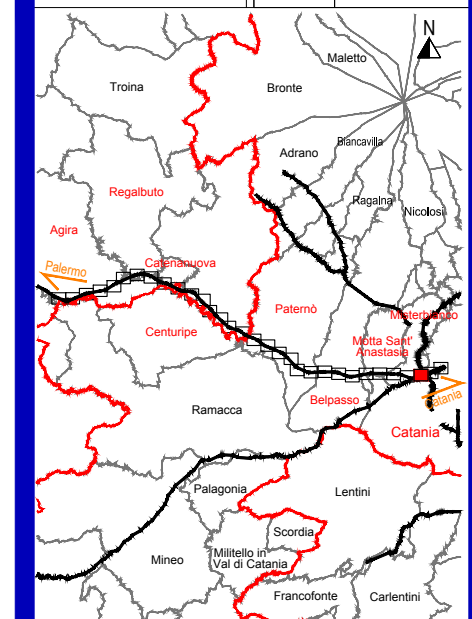 N
Maletto
Troina
Bronte
Biancavilla
Adrano
Regalbuto
Ragalna
Nicolosi
Agira
Catenanuova
Palermo
Paternò
Misterbianco
Centuripe
Motta Sant'
Anastasia
Belpasso
Catania
Ramacca
Catania
Palagonia
Lentini
Scordia
Mineo
Militello in
Val di Catania
Francofonte
Carlentini